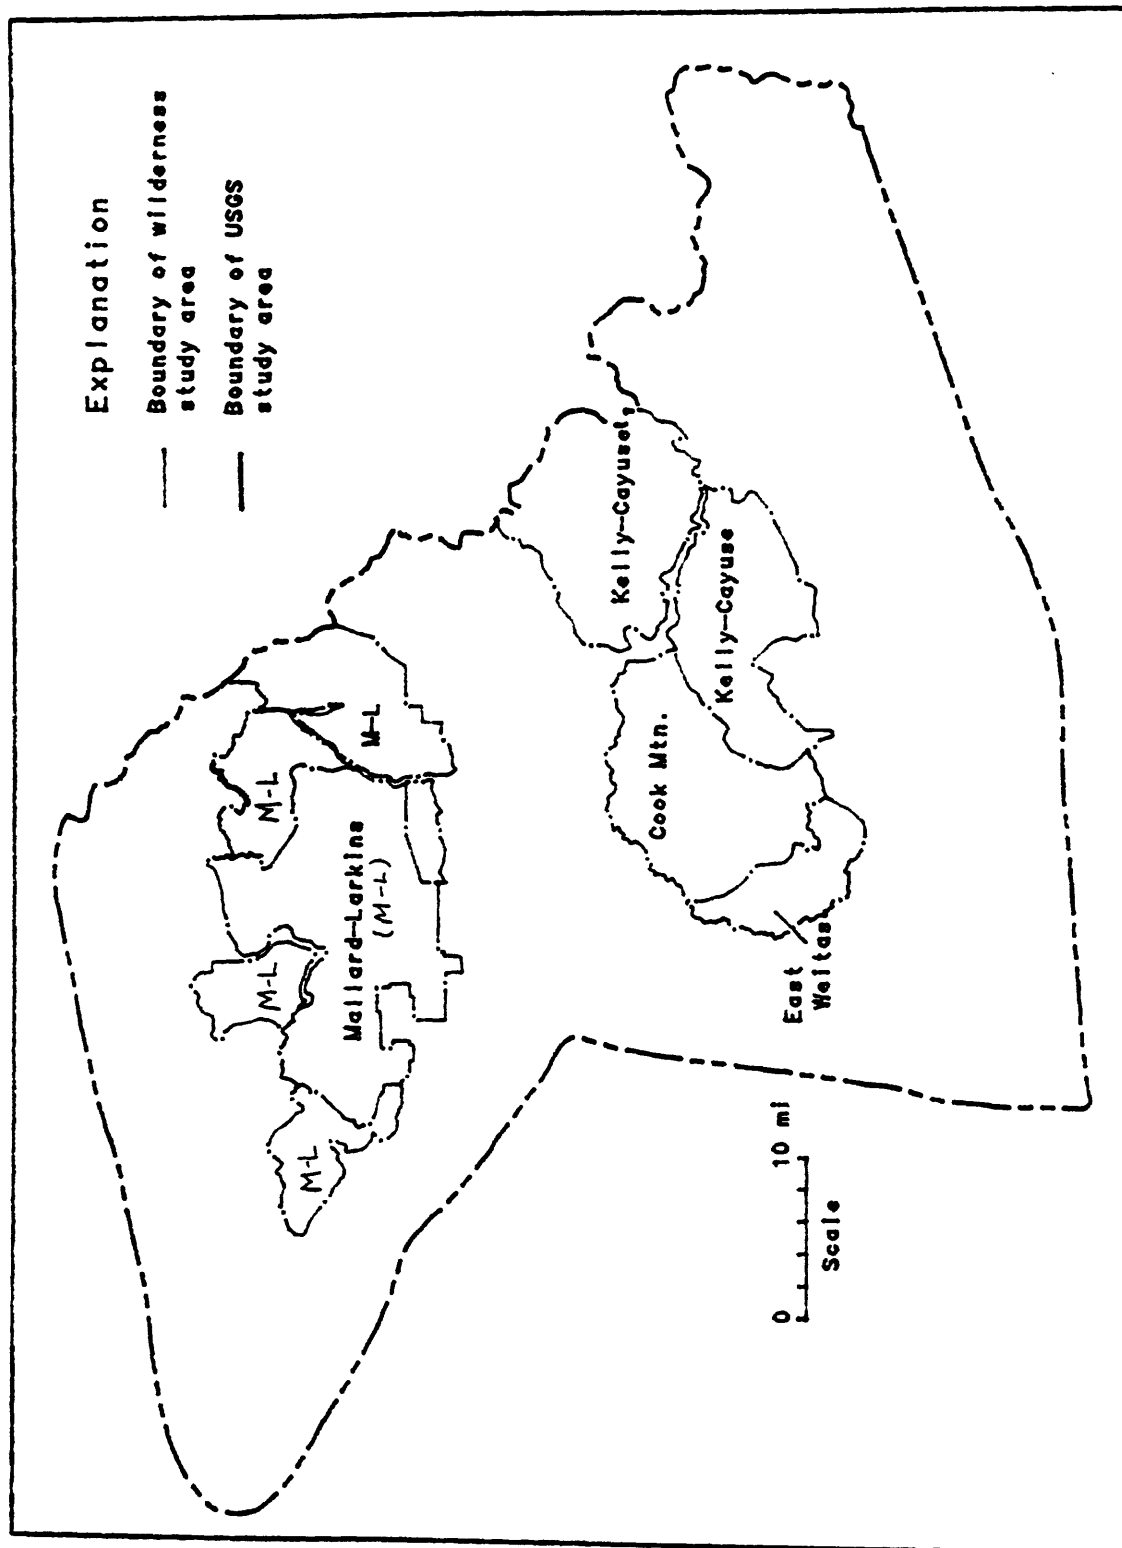 Explanation
Boundary of wilderness
study area
Boundary of USGS
study area
M-L
M-L
M-L
M-L
Mallard-Larkins
(M-L)
Kelly-Cayuse
Kelly-Cayuse
Cook Mtn.
East
Weitas
0 10 mi
Scale